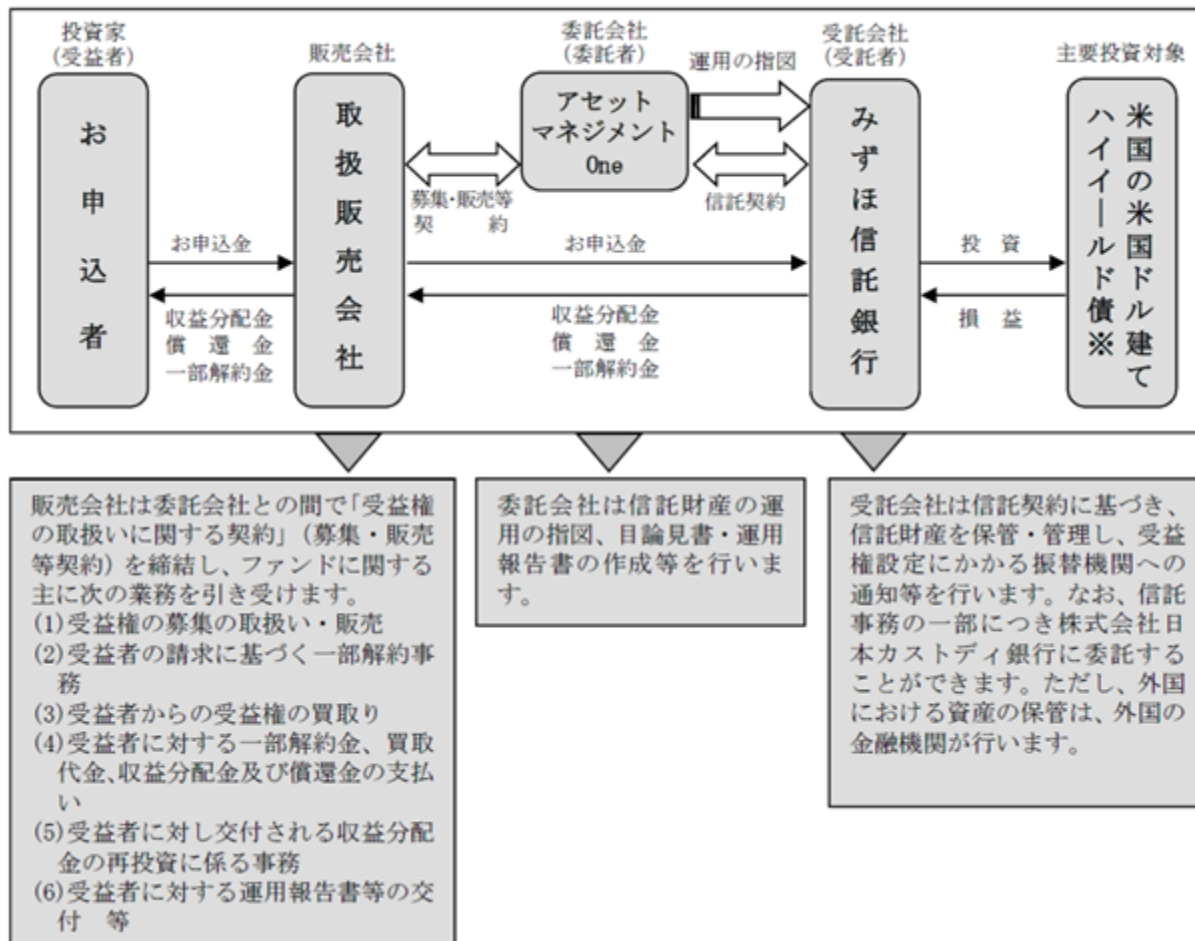 投資家
(受益者)
販売会社
委託会社
(委託者)
受託会社
(受託者)
主要投資対象
お申込者
取扱販売会社
アセット
マネジメント
One
運用の指図
みずほ信託銀行
米国の米国ドル建て
ハイイールド債※
募集・販売等
契　約
信託契約
お申込金
お申込金
投　資
収益分配金
償　還　金
一部解約金
収益分配金
償　還　金
一部解約金
損　益
販売会社は委託会社との間で「受益権
の取扱いに関する契約」（募集・販売
等契約）を締結し、ファンドに関する
主に次の業務を引き受けます。
(1)受益権の募集の取扱い・販売
(2)受益者の請求に基づく一部解約事
務
(3)受益者からの受益権の買取り
(4)受益者に対する一部解約金、買取
代金、収益分配金及び償還金の支払
い
(5)受益者に対し交付される収益分配
金の再投資に係る事務
(6)受益者に対する運用報告書等の交
付　等
委託会社は信託財産の運
用の指図、目論見書・運用
報告書の作成等を行いま
す。
受託会社は信託契約に基づき、
信託財産を保管・管理し、受益
権設定にかかる振替機関への
通知等を行います。なお、信託
事務の一部につき株式会社日
本カストディ銀行に委託する
ことができます。ただし、外国
における資産の保管は、外国の
金融機関が行います。